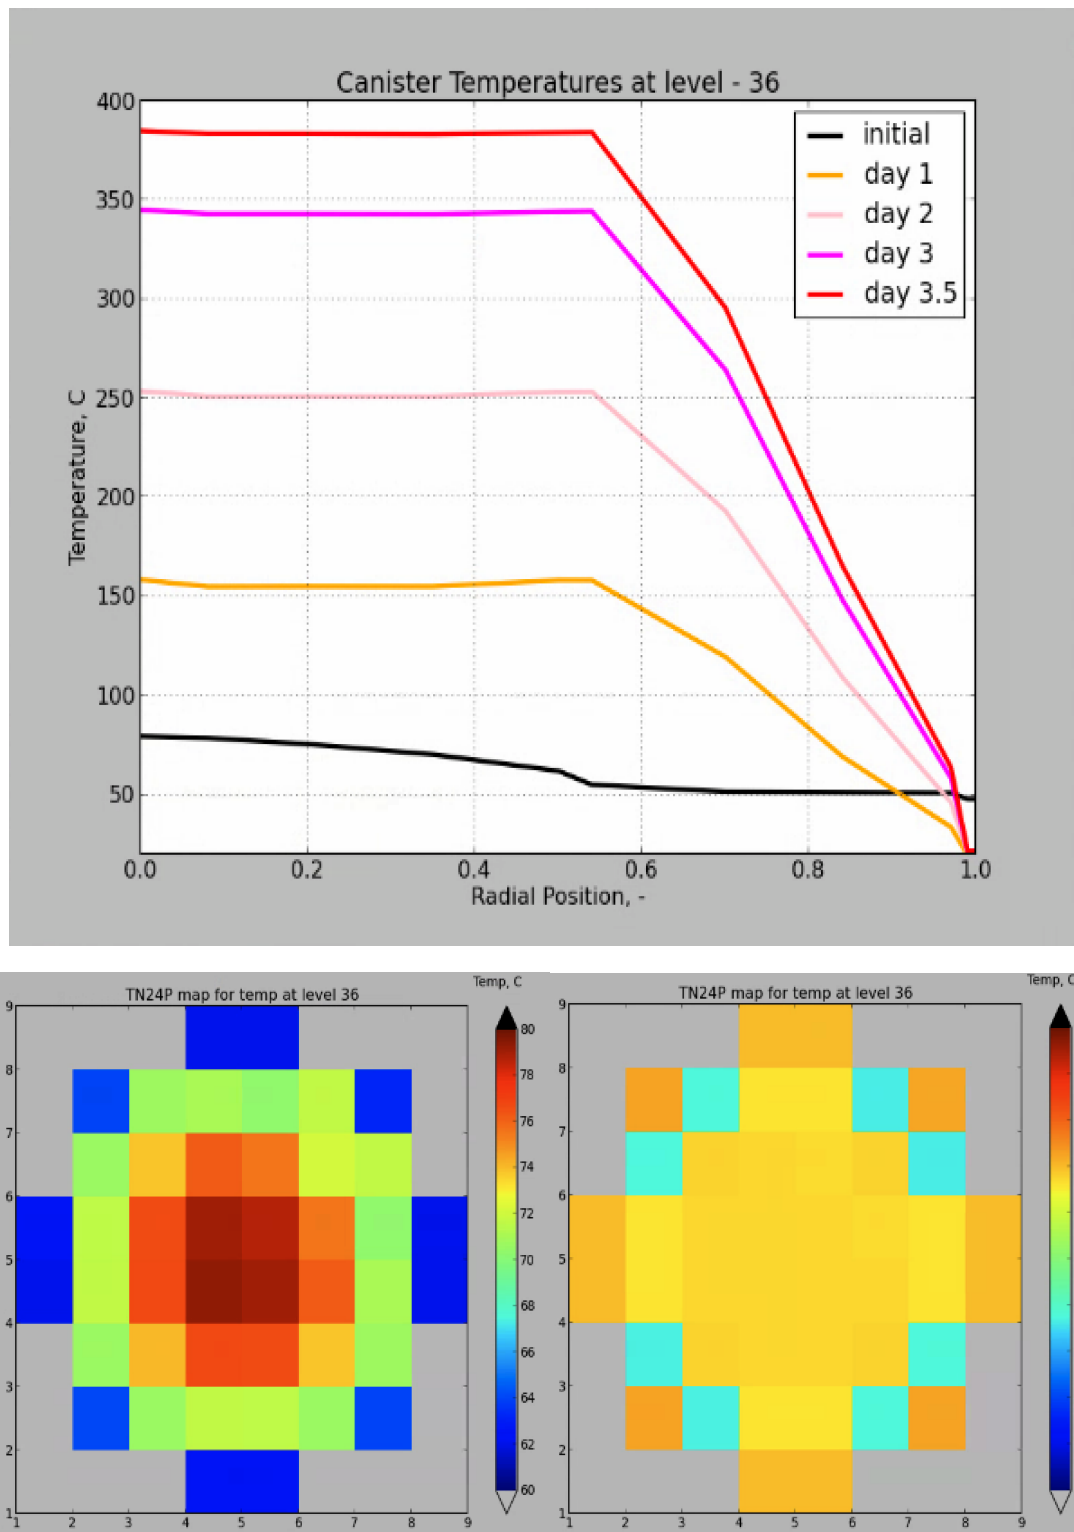 Canister Temperatures at level - 36
400
350
300
250
200
150
100
50
Temperature, C
initial
day 1
day 2
day 3
day 3.5
0.0 0.2 0.4 0.6 0.8 1.0
Radial Position, -
TN24P map for temp at level 36
Temp, C
9
8
7
6
5
4
3
2
1
1 2 3 4 5 6 7 8 9
80
78
76
74
72
70
68
66
64
62
60
TN24P map for temp at level 36
Temp, C
9
8
7
6
5
4
3
2
1
1 2 3 4 5 6 7 8 9